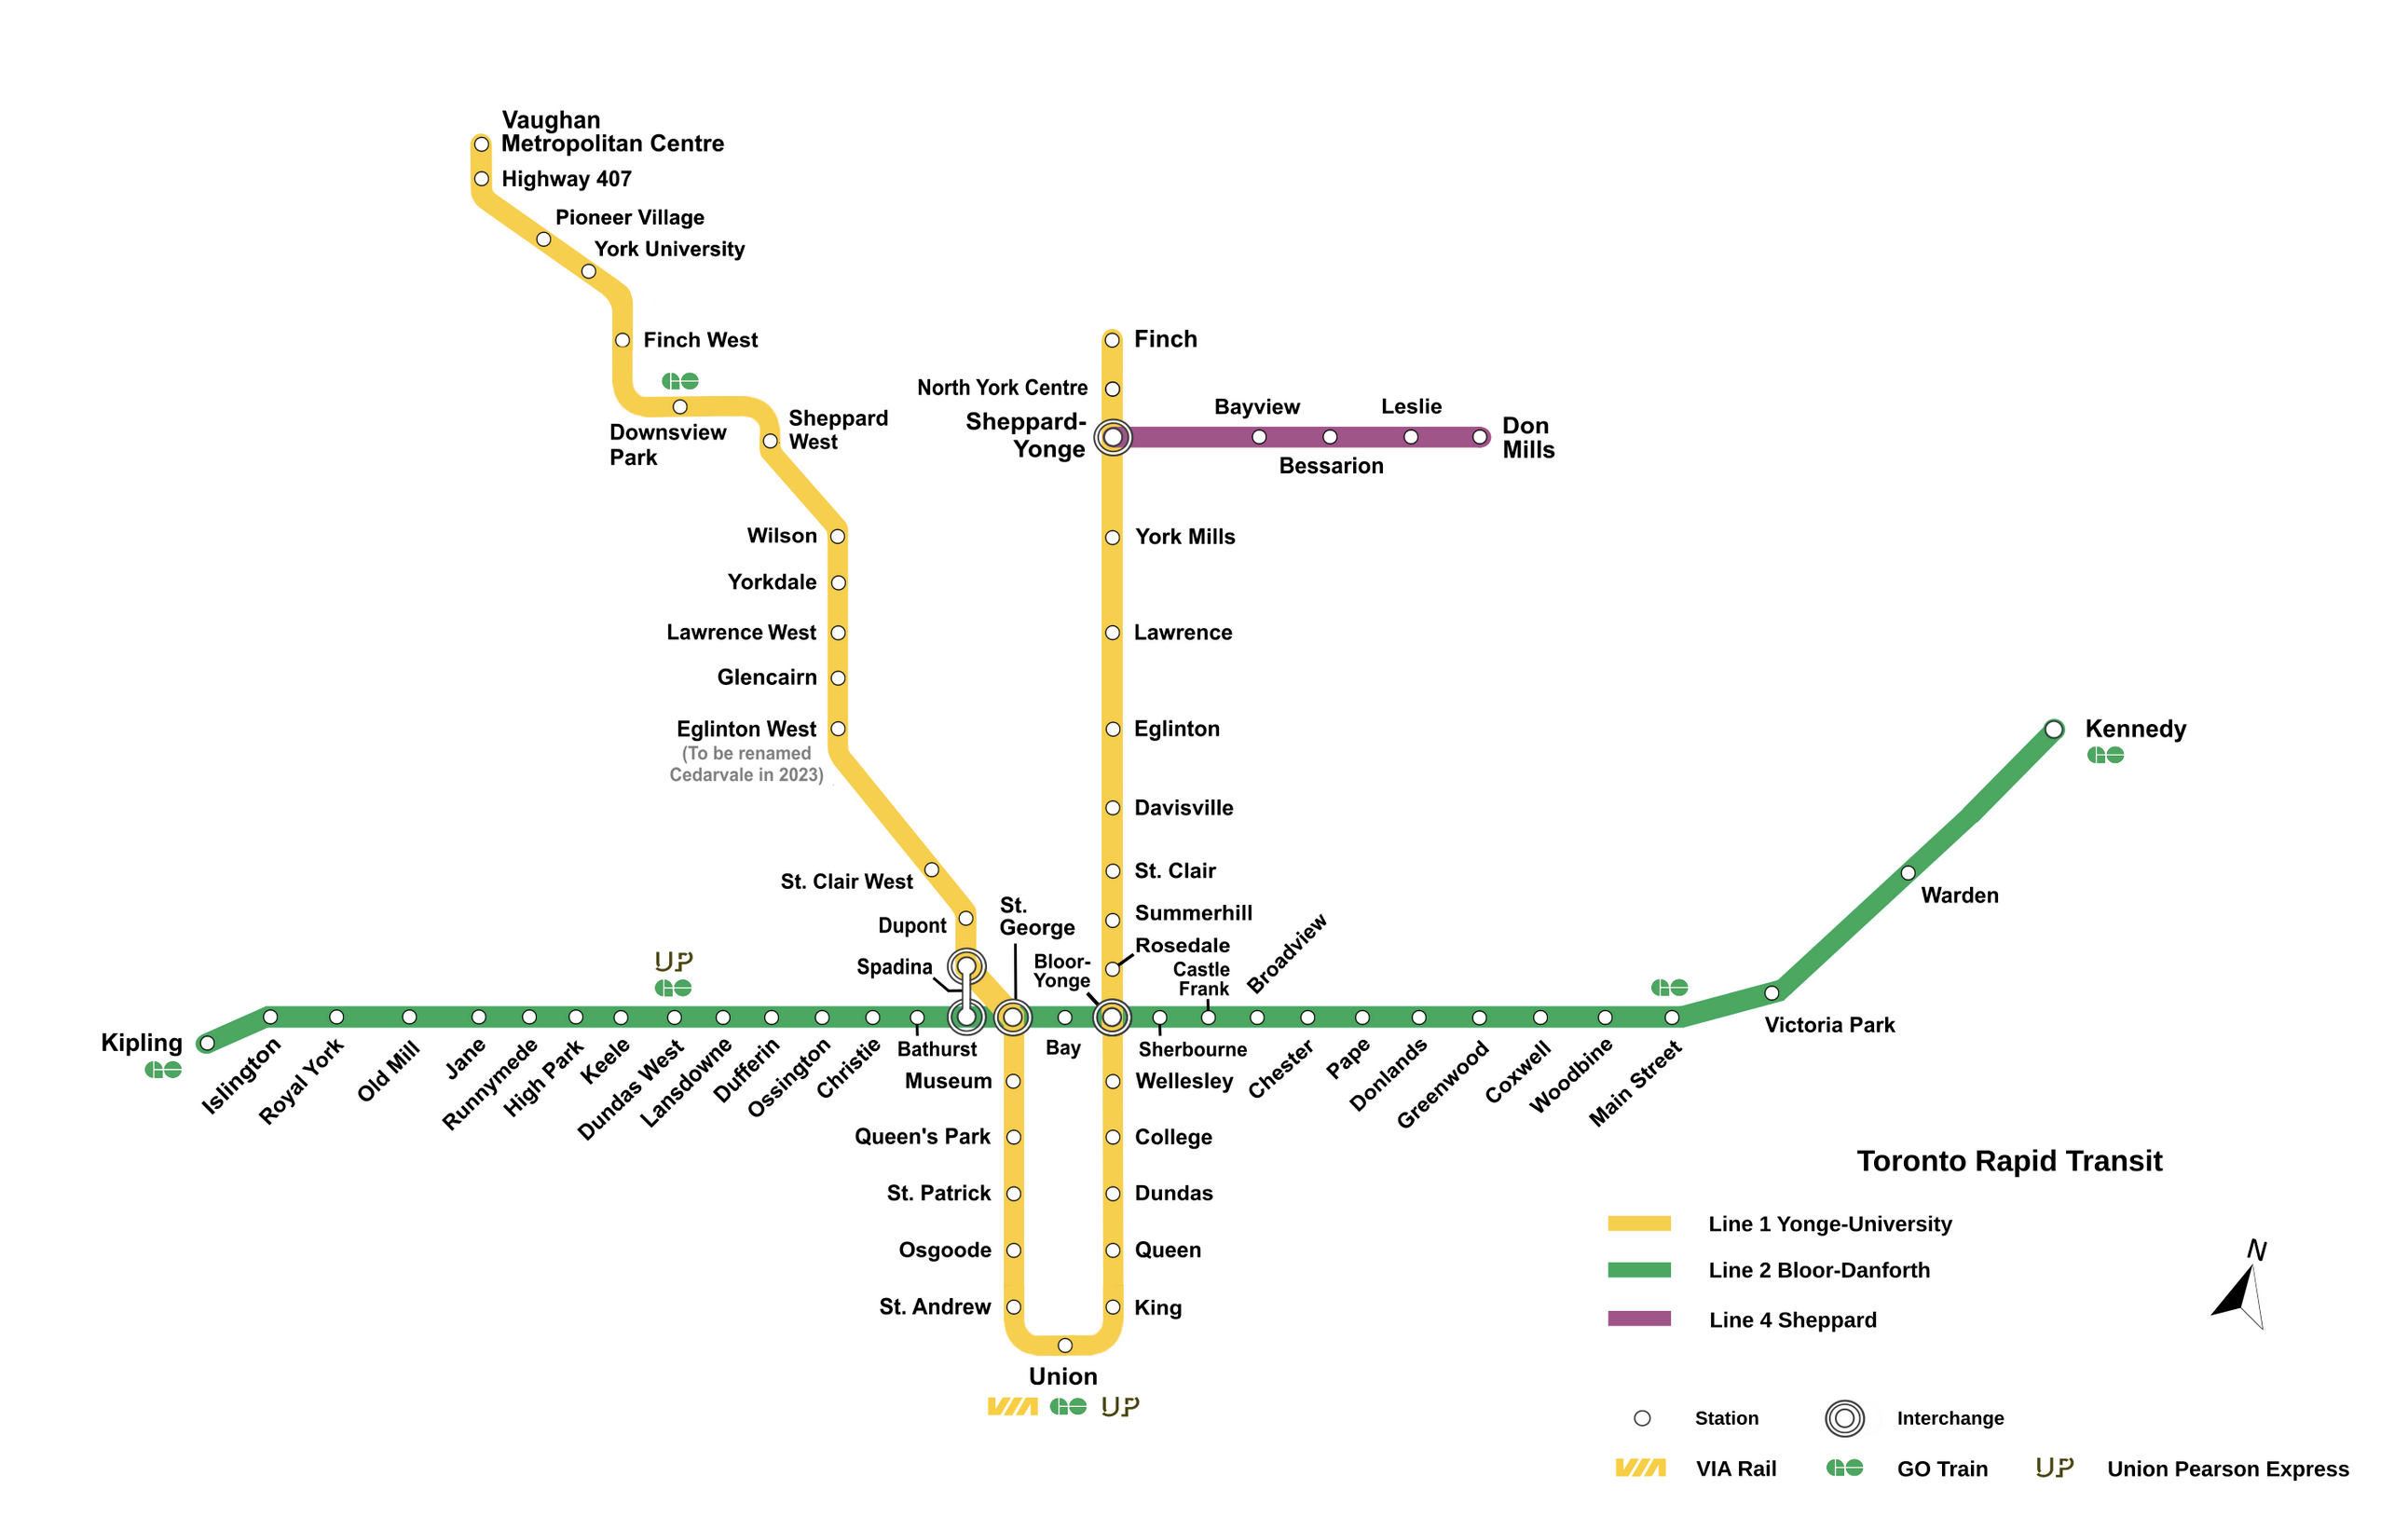 Vaughan
Metropolitan Centre
Highway 407
Pioneer Village
York University
Finch West
GO
Downsview
Park
Sheppard
West
Wilson
Yorkdale
Lawrence West
Glencairn
Eglinton West
(To be renamed
Cedarvale in 2023)
St. Clair West
Dupont
Spadina
St.
George
Finch
North York Centre
Sheppard-
Yonge
Bayview
Leslie
Bessarion
Don
Mills
York Mills
Lawrence
Eglinton
Davisville
St. Clair
Summerhill
Rosedale
Bloor-
Yonge
Castle
Frank
Broadview
Kennedy
GO
Warden
Victoria Park
UP
GO
GO
Kipling
GO
Islington
Royal York
Old Mill
Jane
Runnymede
High Park
Keele
Dundas West
Lansdowne
Dufferin
Ossington
Christie
Bathurst
Bay
Sherbourne
Chester
Pape
Donlands
Greenwood
Coxwell
Woodbine
Main Street
Museum
Queen's Park
St. Patrick
Osgoode
St. Andrew
Wellesley
College
Dundas
Queen
King
Union
VIA GO UP
Toronto Rapid Transit
Line 1 Yonge-University
Line 2 Bloor-Danforth
Line 4 Sheppard
N
Station
Interchange
VIA VIA Rail
GO GO Train
UP Union Pearson Express